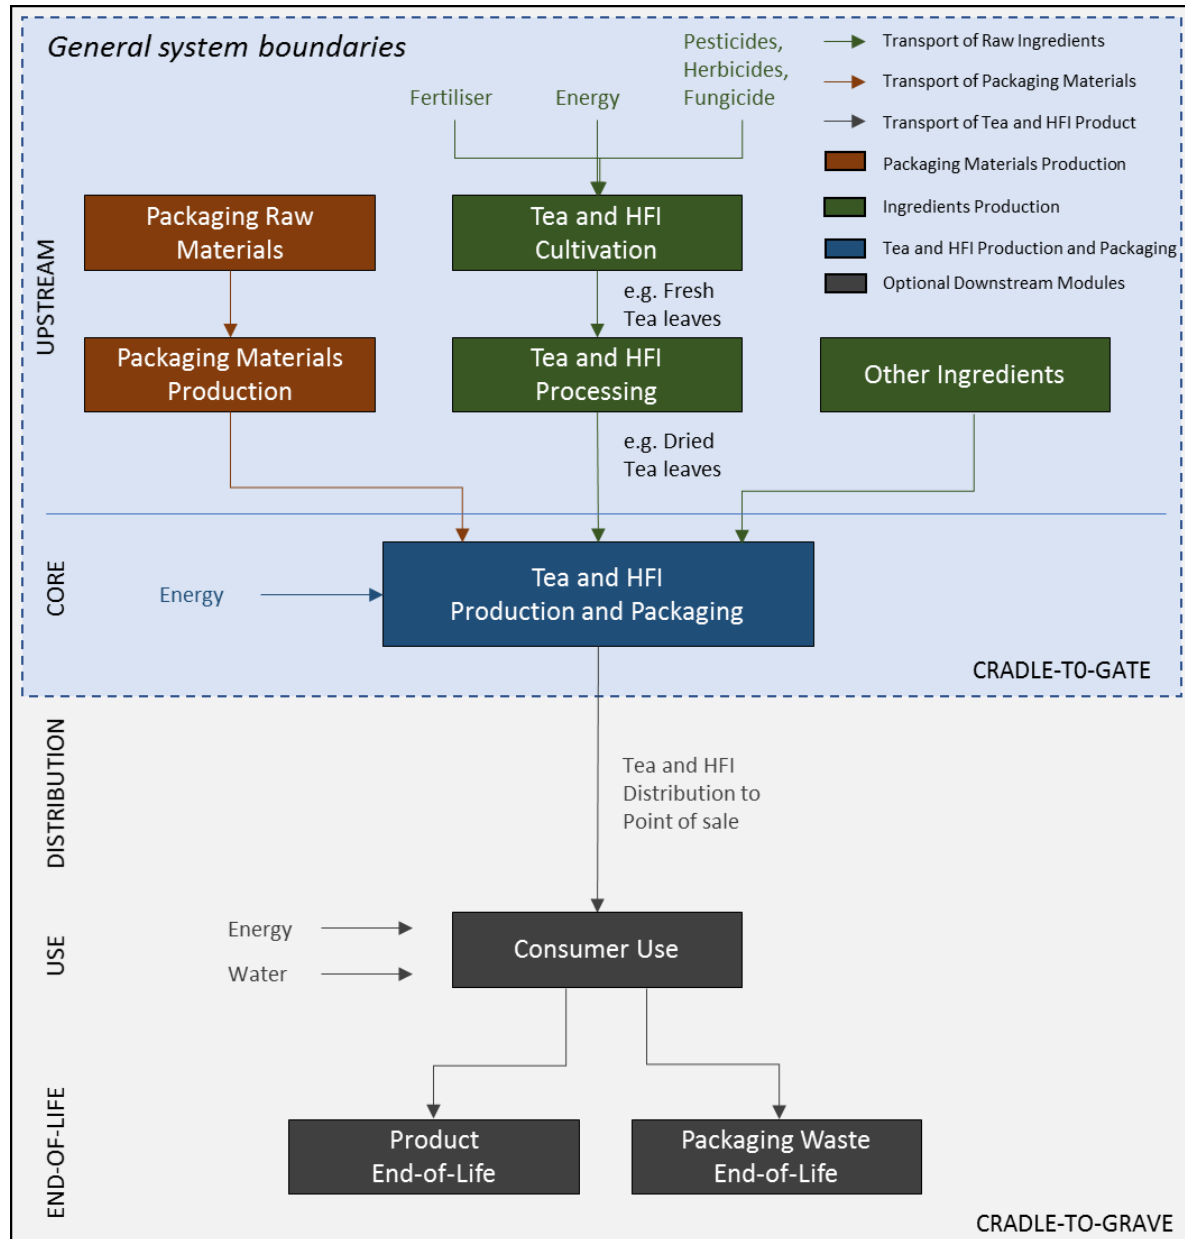 General system boundaries
Pesticides,
Herbicides,
Fungicide
Fertiliser
Energy
Transport of Raw Ingredients
Transport of Packaging Materials
Transport of Tea and HFI Product
Packaging Materials Production
Ingredients Production
Tea and HFI Production and Packaging
Optional Downstream Modules
UPSTREAM
Packaging Raw
Materials
Tea and HFI
Cultivation
e.g. Fresh
Tea leaves
Packaging Materials
Production
Tea and HFI
Processing
Other Ingredients
e.g. Dried
Tea leaves
CORE
Energy
Tea and HFI
Production and Packaging
CRADLE-T0-GATE
DISTRIBUTION
Tea and HFI
Distribution to
Point of sale
USE
Energy
Water
Consumer Use
END-OF-LIFE
Product
End-of-Life
Packaging Waste
End-of-Life
CRADLE-TO-GRAVE